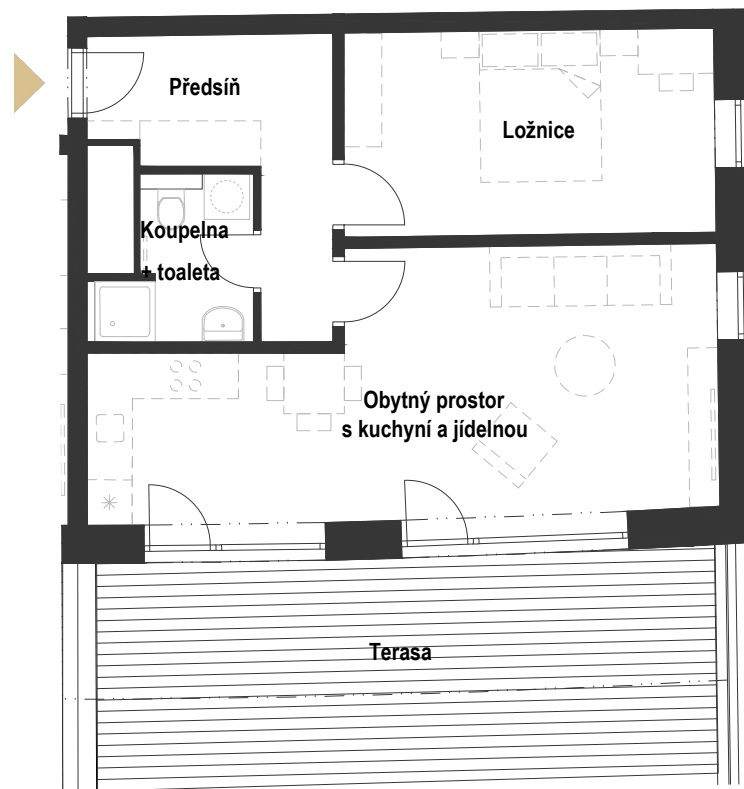 Předsíň
Ložnice
Koupelna
+ toaleta
Obytný prostor
s kuchyní a jídelnou
Terasa